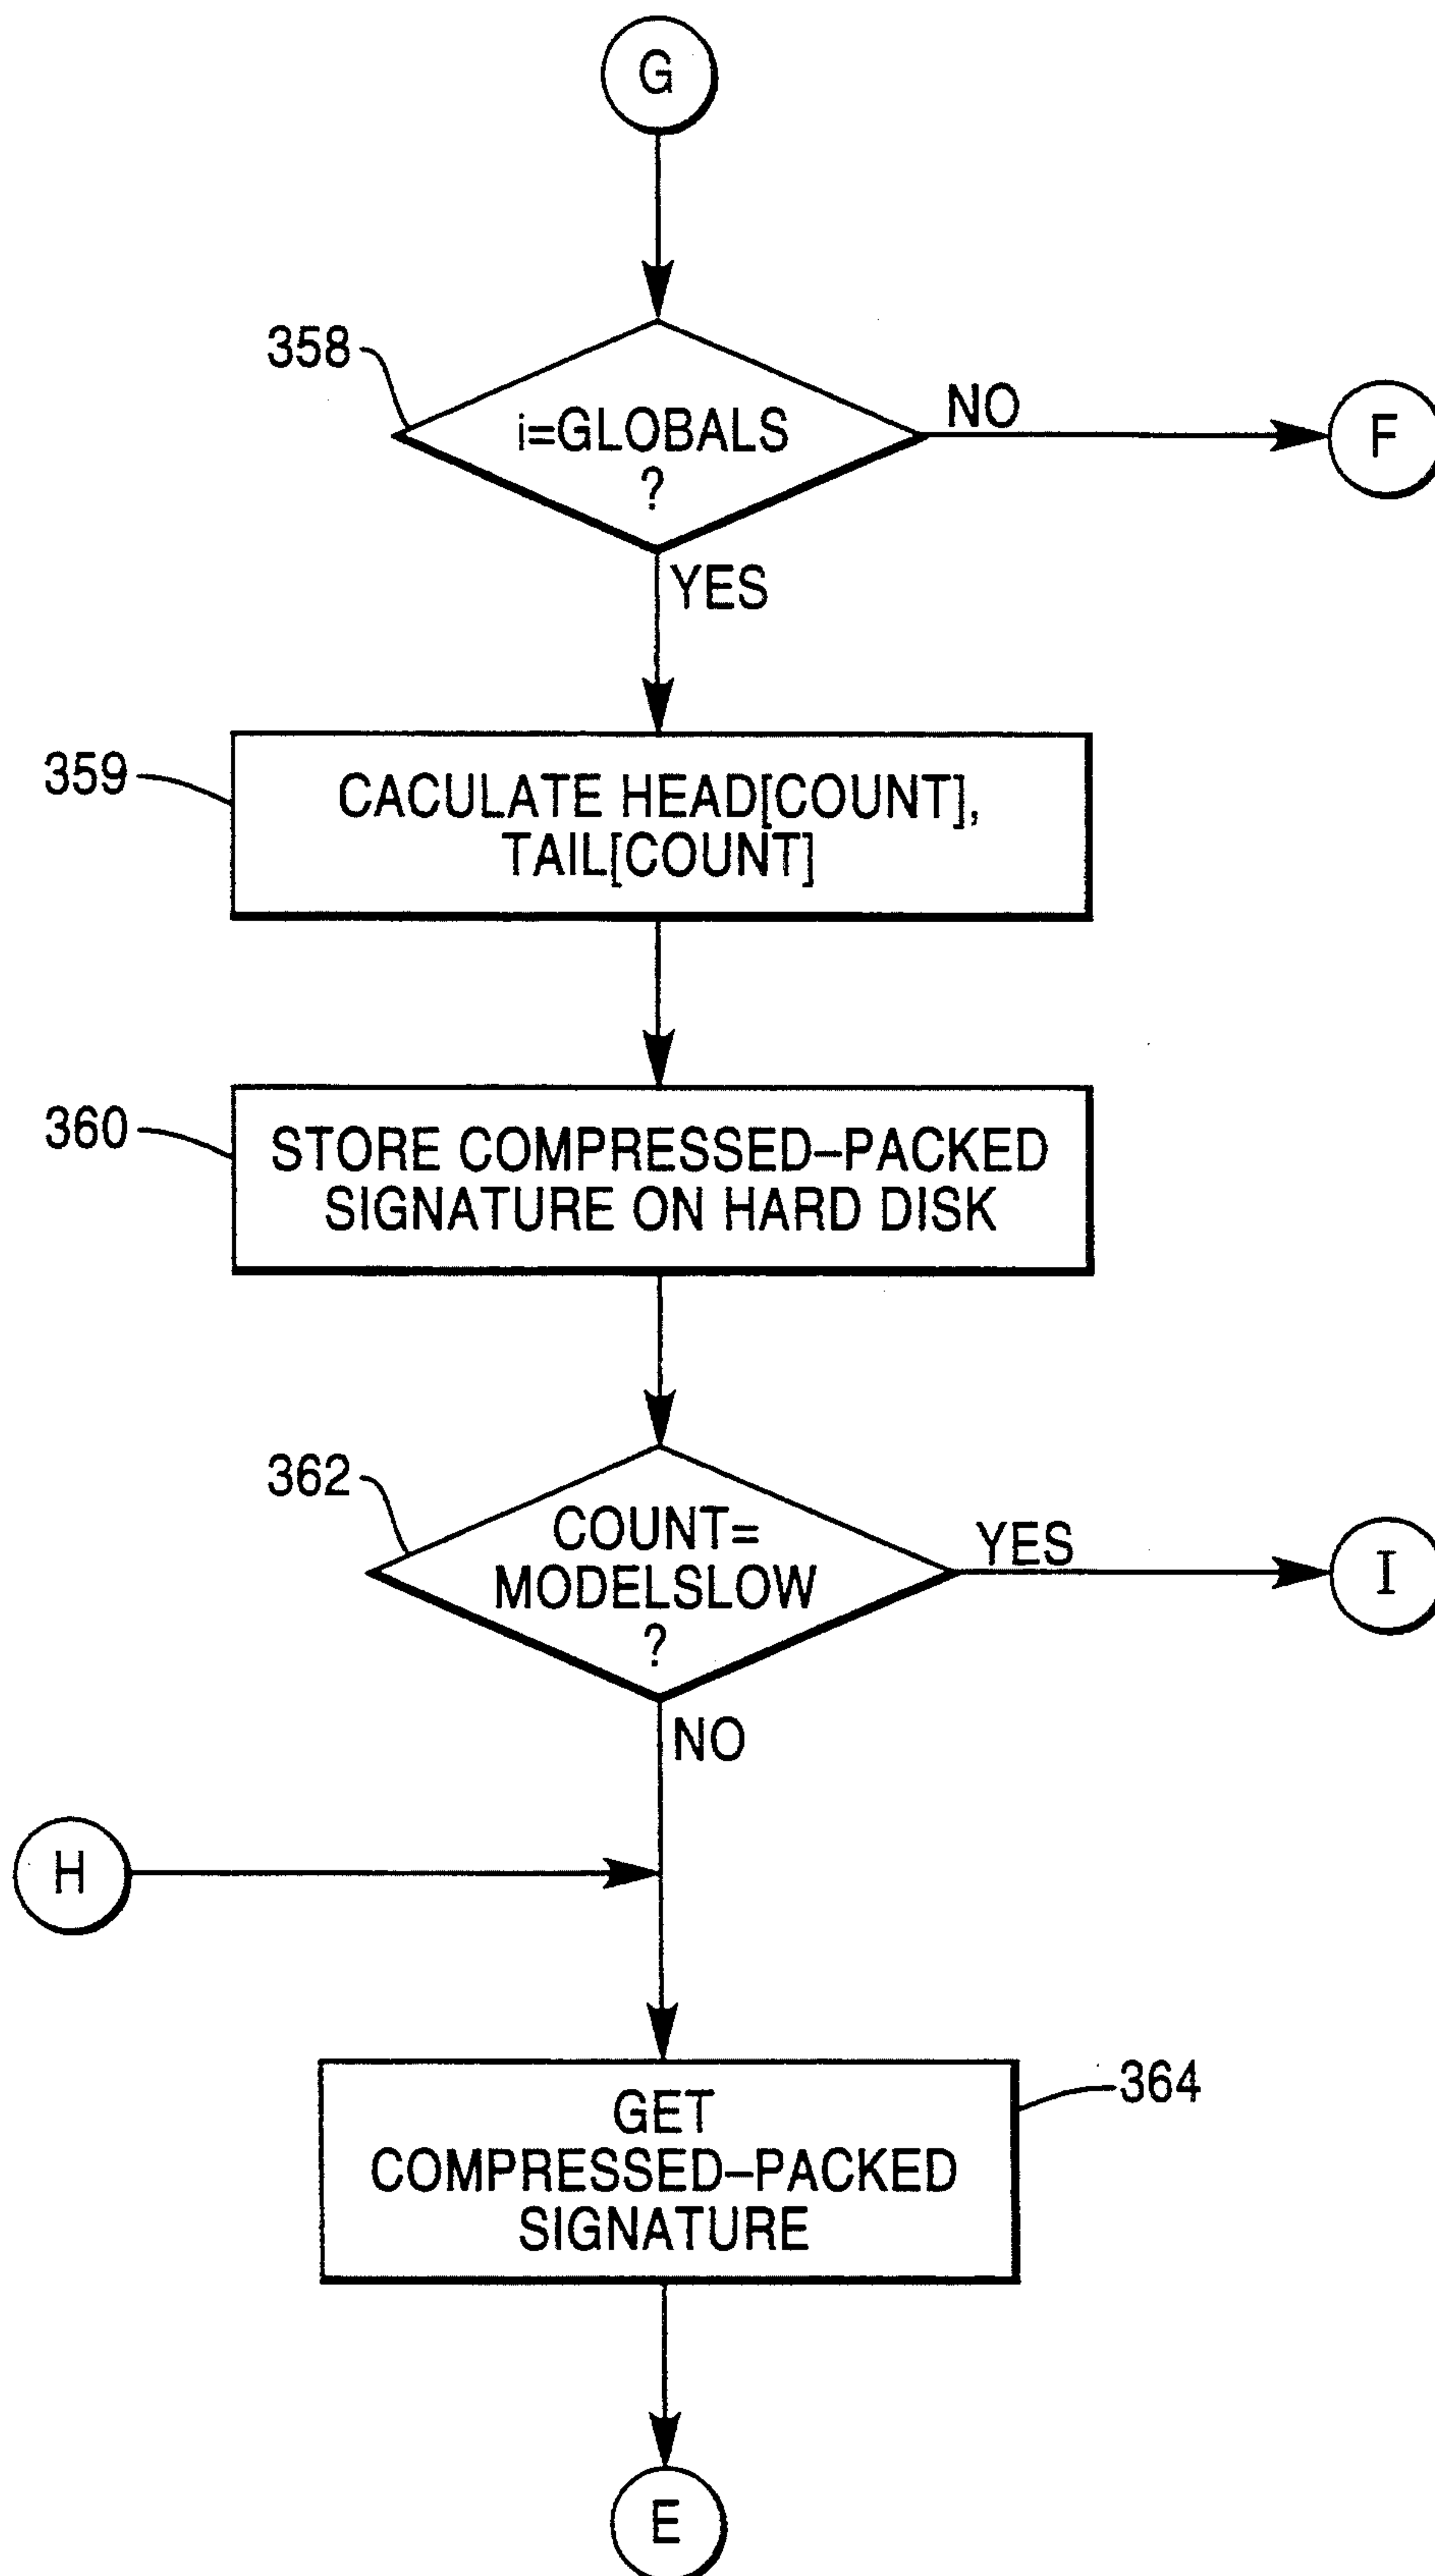 G
358
i=GLOBALS
?
NO
F
YES
359
CACULATE HEAD[COUNT],
TAIL[COUNT]
360
STORE COMPRESSED–PACKED
SIGNATURE ON HARD DISK
362
COUNT=
MODELSLOW
?
YES
I
NO
H
364
GET
COMPRESSED–PACKED
SIGNATURE
E